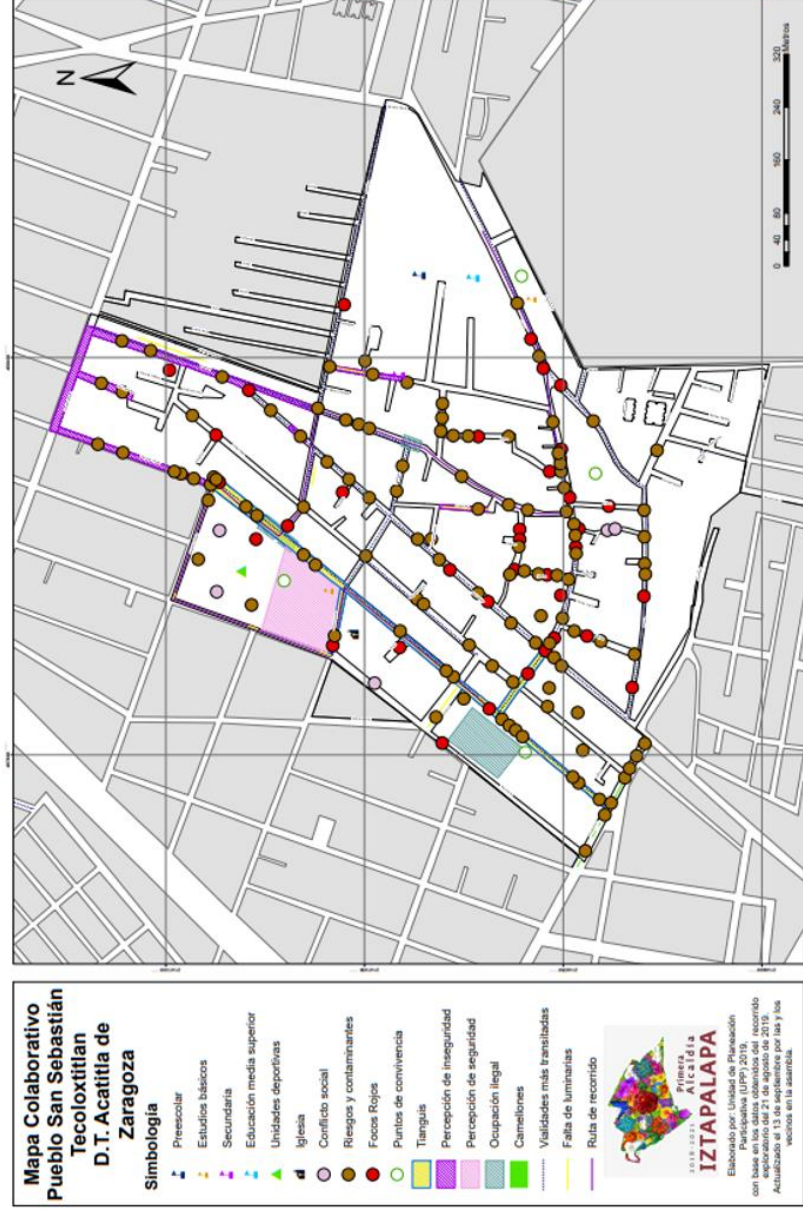 Mapa Colaborativo
Pueblo San Sebastián
Tecoloxtitlan
D.T. Acatitla de
Zaragoza
Simbología
Preescolar
Estudios básicos
Secundaria
Educación media superior
Unidades deportivas
Iglesia
Conflicto social
Riesgos y contaminantes
Focos Rojos
Puntos de convivencia
Tianguis
Percepción de inseguridad
Percepción de seguridad
Ocupación ilegal
Camellones
Vialidades más transitadas
Falta de luminarias
Ruta de recorrido
Primera
Alcaldía
2018-2021
IZTAPALAPA
Elaborado por: Unidad de Planeación
Participativa (UPP) 2019.
con base en los datos obtenidos del recorrido
exploratorio del 21 de agosto de 2019.
Actualizado el 13 de septiembre por las y los
vecinos en la asamblea.
N
0 40 80 160 240 320
Metros